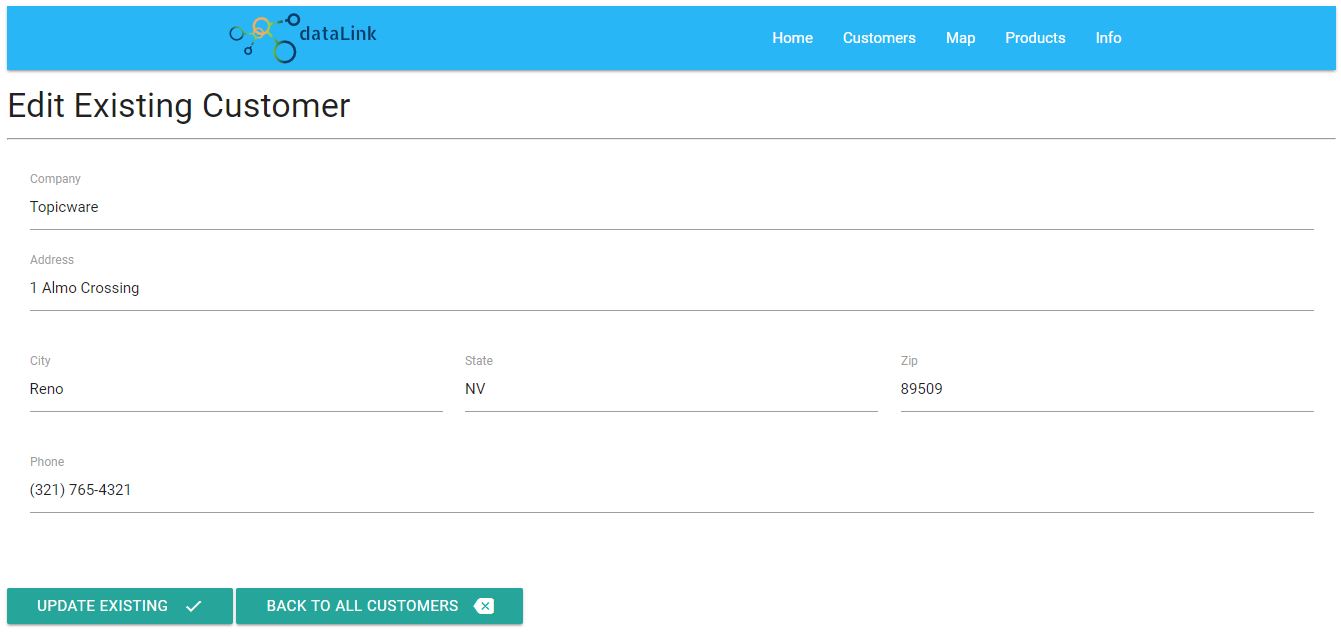 dataLink
Home Customers Map Products Info
Edit Existing Customer
Company
Topicware
Address
1 Almo Crossing
City State Zip
Reno NV 89509
Phone
(321) 765-4321
UPDATE EXISTING BACK TO ALL CUSTOMERS